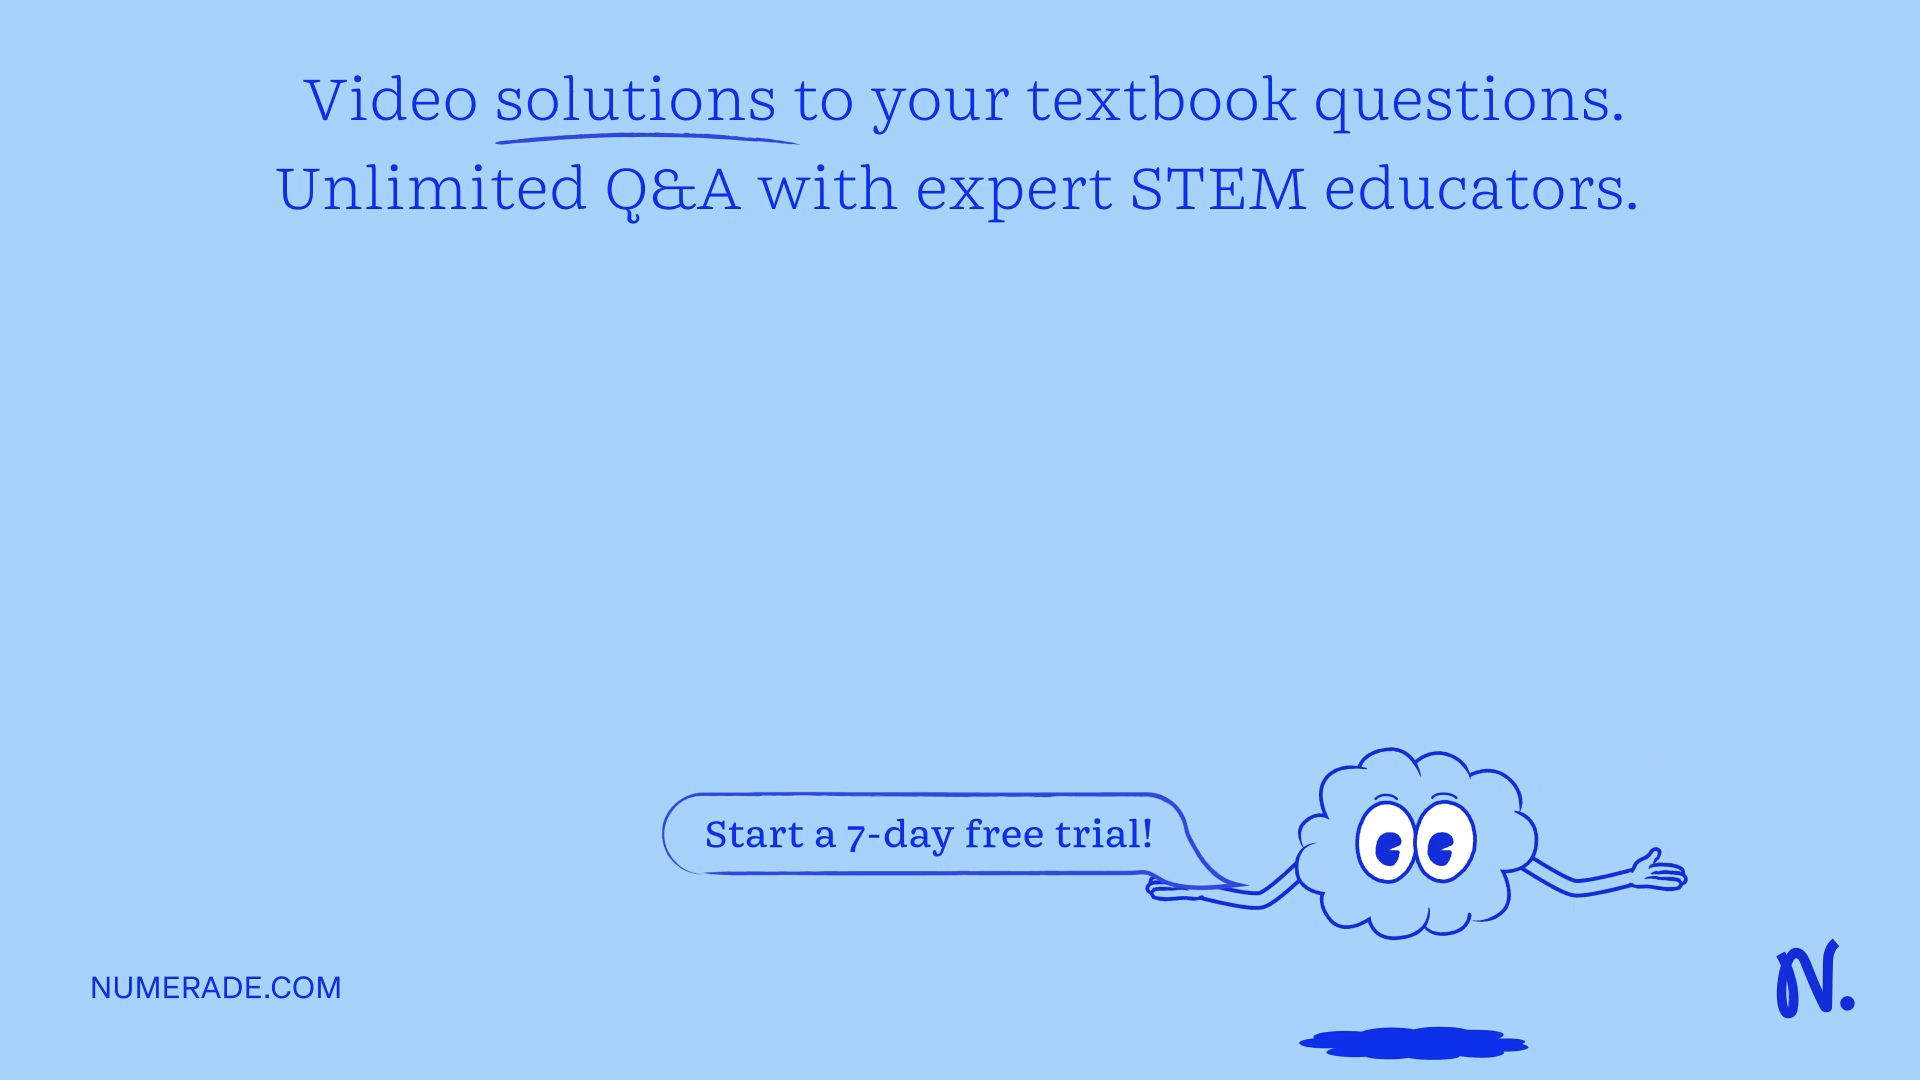 Video solutions to your textbook questions.
Unlimited Q&A with expert STEM educators.
Start a 7-day free trial!
NUMERADE.COM
N.